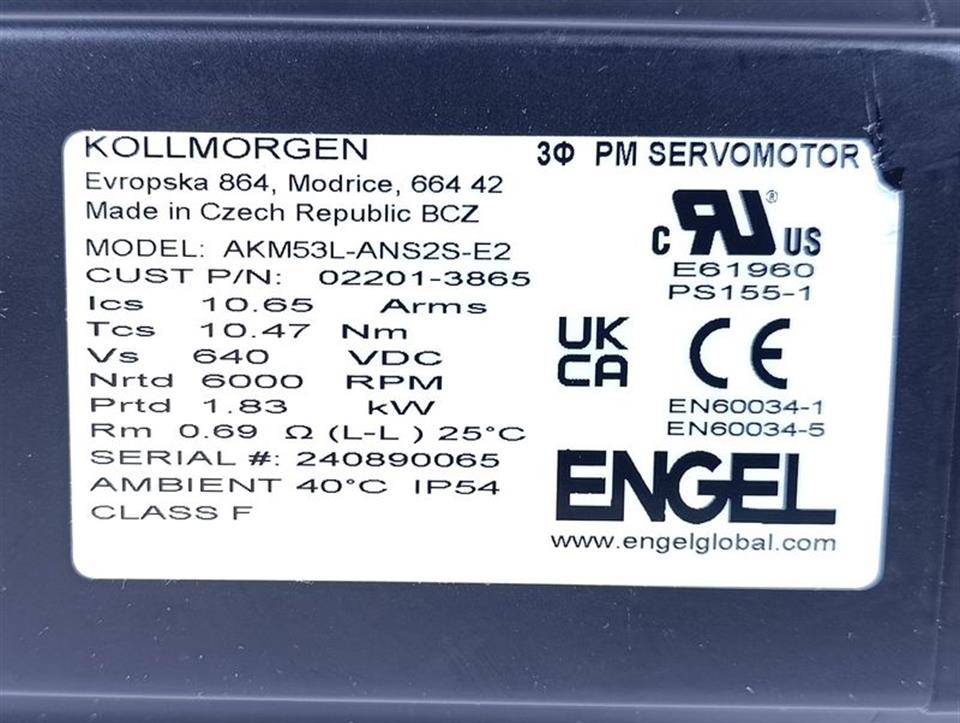 KOLLMORGEN
3Φ PM SERVOMOTOR
Evropska 864, Modrice, 664 42
Made in Czech Republic BCZ
MODEL: AKM53L-ANS2S-E2
CUST P/N: 02201-3865
Ics 10.65 Arms
Tcs 10.47 Nm
Vs 640 VDC
Nrtd 6000 RPM
Prtd 1.83 kW
Rm 0.69 Ω (L-L ) 25°C
SERIAL #: 240890065
AMBIENT 40°C IP54
CLASS F
c RU ® US
E61960
PS155-1
UK
CA
CE
EN60034-1
EN60034-5
ENGEL
www.engelglobal.com